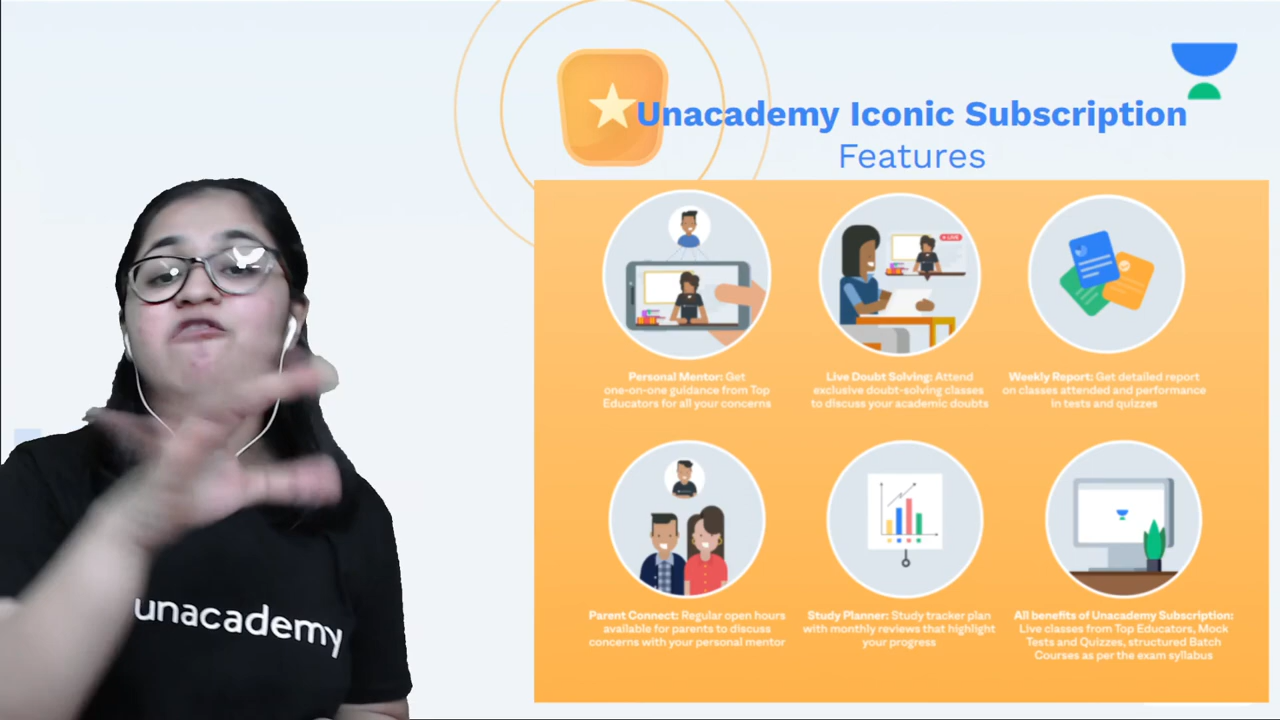 Unacademy Iconic Subscription
Features
LIVE
Personal Mentor: Get
one-on-one guidance from Top
Educators for all your concerns
Live Doubt Solving: Attend
exclusive doubt-solving classes
to discuss your academic doubts
Weekly Report: Get detailed report
on classes attended and performance
in tests and quizzes
Parent Connect: Regular open hours
available for parents to discuss
concerns with your personal mentor
Study Planner: Study tracker plan
with monthly reviews that highlight
your progress
All benefits of Unacademy Subscription:
Live classes from Top Educators, Mock
Tests and Quizzes, structured Batch
Courses as per the exam syllabus
unacademy